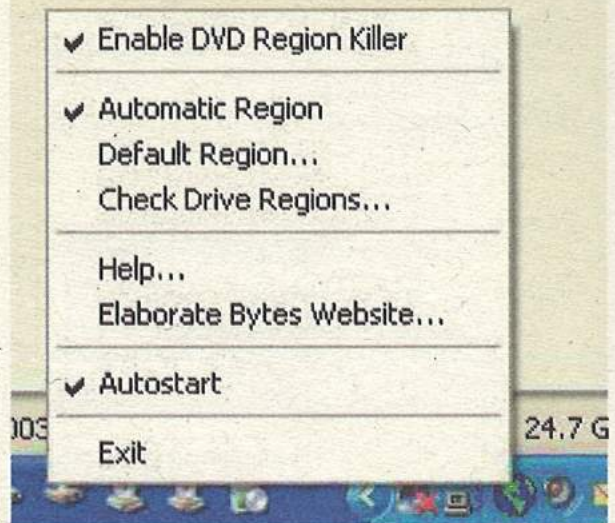 Enable DVD Region Killer
Automatic Region
Default Region...
Check Drive Regions...
Help...
Elaborate Bytes Website...
Autostart
003
24.7 G
Exit